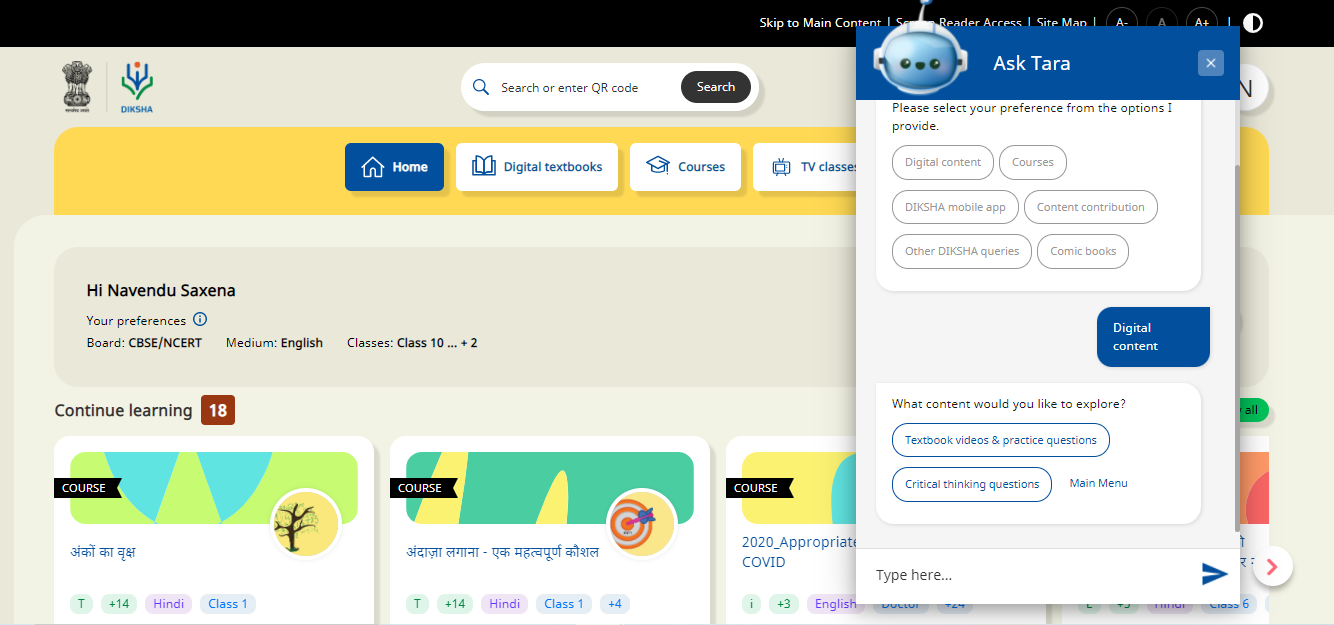 Skip to Main Content | Screen Reader Access | Site Map | A- A A+ |
DIKSHA
Search or enter QR code Search
N
Home Digital textbooks Courses TV classes
Hi Navendu Saxena
Your preferences
Board: CBSE/NCERT Medium: English Classes: Class 10 ... + 2
Continue learning 18
all
COURSE
अंकों का वृक्ष
T +14 Hindi Class 1
COURSE
अंदाज़ा लगाना - एक महत्वपूर्ण कौशल
T +14 Hindi Class 1 +4
COURSE
2020_Appropriate
COVID
i +3 English Doctor +24
Hindi Class 6
Ask Tara
Please select your preference from the options I
provide.
Digital content Courses
DIKSHA mobile app Content contribution
Other DIKSHA queries Comic books
Digital
content
What content would you like to explore?
Textbook videos & practice questions
Critical thinking questions Main Menu
Type here...